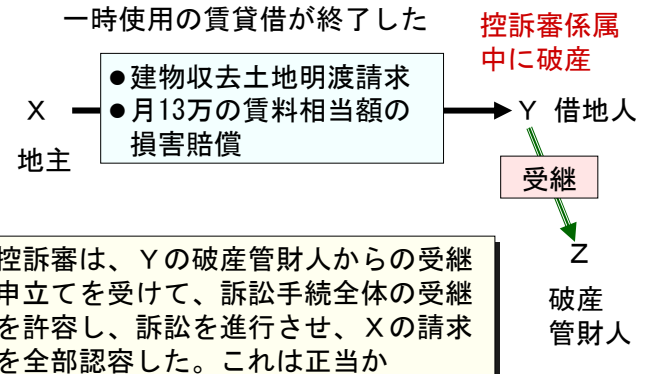 一時使用の賃貸借が終了した
控訴審係属
中に破産
●建物収去土地明渡請求
●月13万の賃料相当額の
損害賠償
X
地主
Y 借地人
受継
Z
破産
管財人
控訴審は、Yの破産管財人からの受継
申立てを受けて、訴訟手続全体の受継
を許容し、訴訟を進行させ、Xの請求
を全部認容した。これは正当か